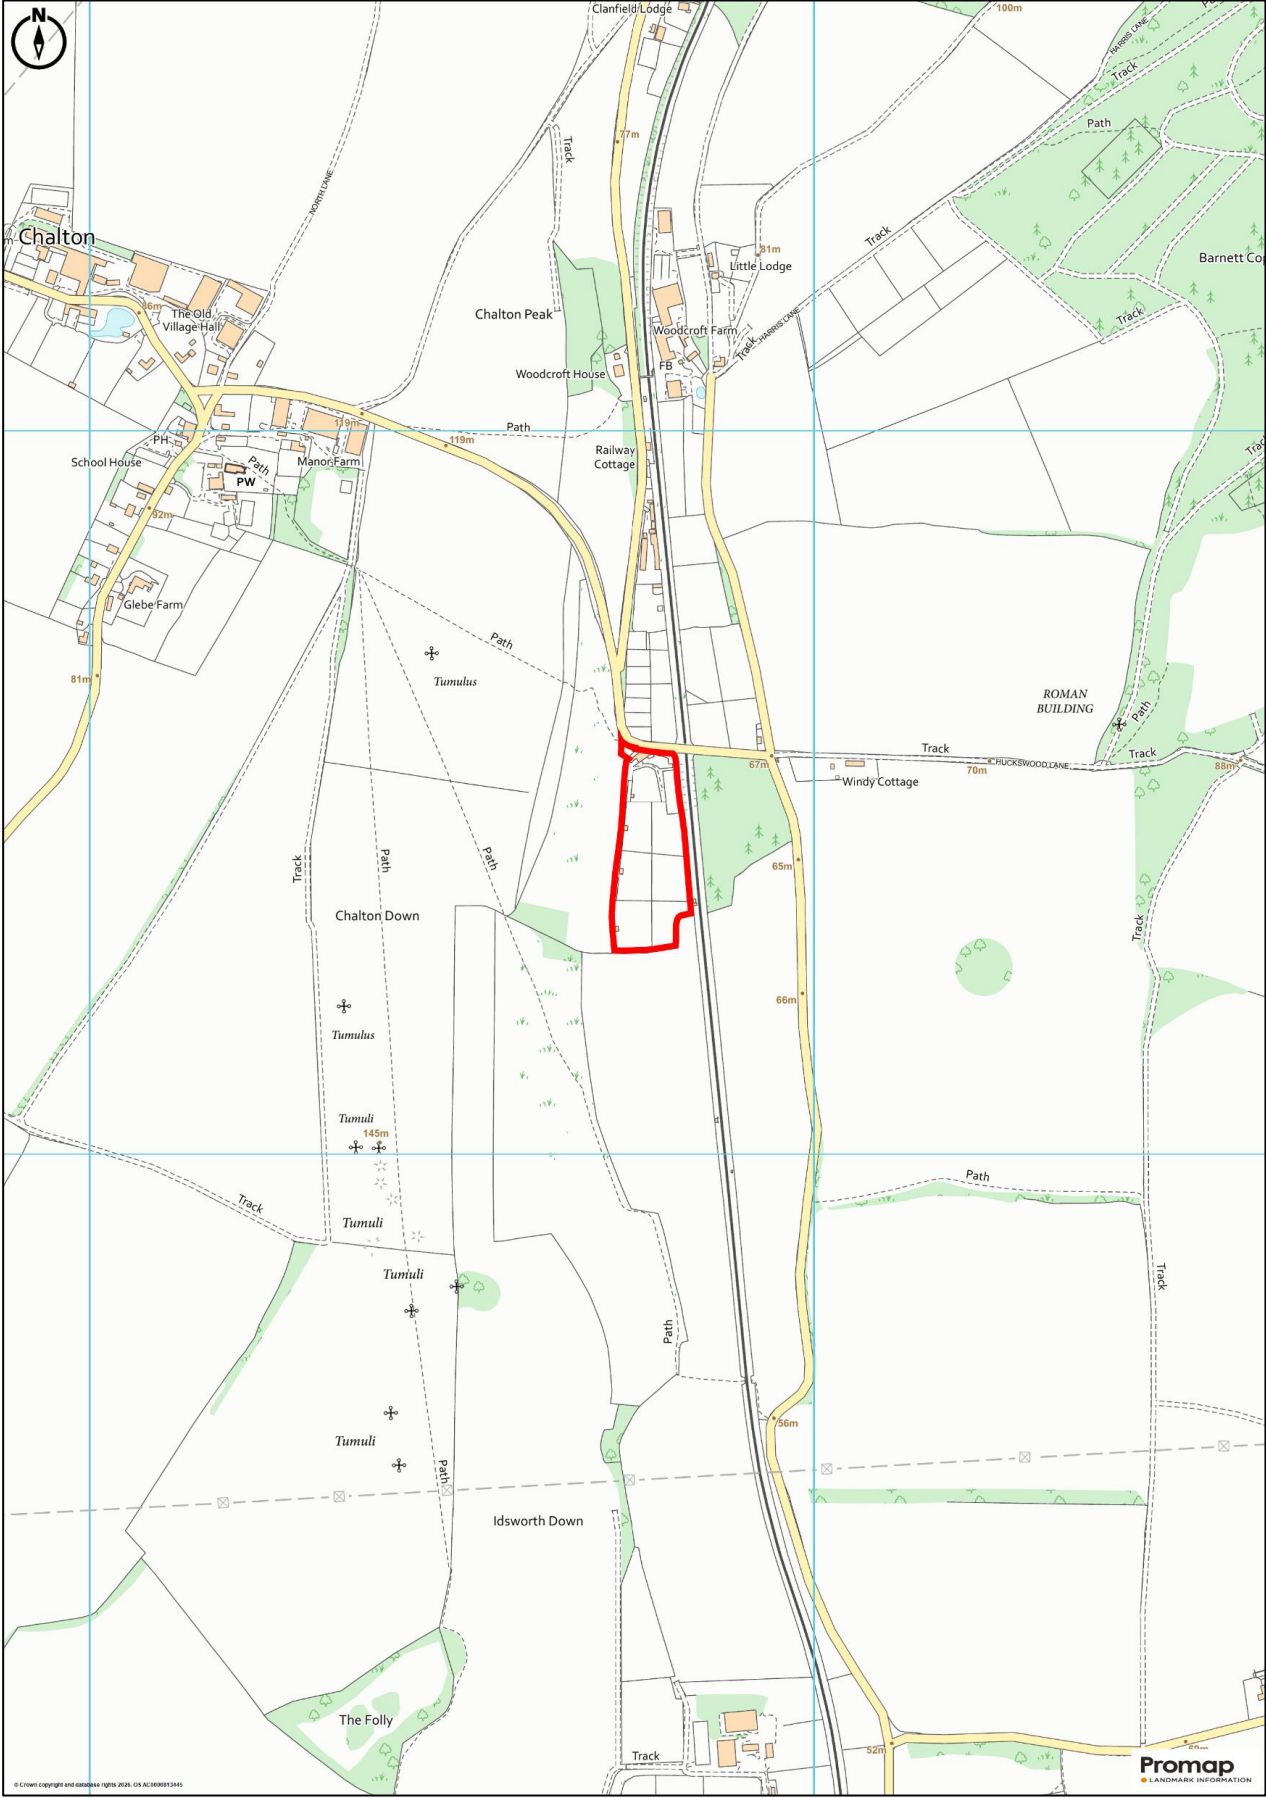 N
Clanfield Lodge
100m
HARRIS LANE
Track
77m
Path
Track
NORTH LANE
Chalton
Track
81m
Little Lodge
Barnett Cop
86m
The Old
Village Hall
Chalton Peak
Woodcroft Farm
Track
HARRIS LANE
Track
FB
Woodcroft House
119m
Path
119m
PH
School House
Path
PW
Manor Farm
Railway
Cottage
Track
92m
Glebe Farm
Path
81m
Tumulus
ROMAN
BUILDING
Path
Track
Track
67m
70m
HUCKSWOOD LANE
88m
Windy Cottage
Track
Path
Path
65m
Chalton Down
Track
66m
Tumulus
Tumuli
145m
Path
Track
Tumuli
Tumuli
Track
Path
56m
Tumuli
Path
Idsworth Down
The Folly
Track
52m
Promap
LANDMARK INFORMATION
© Crown copyright and database rights 2026. OS AC0000813445